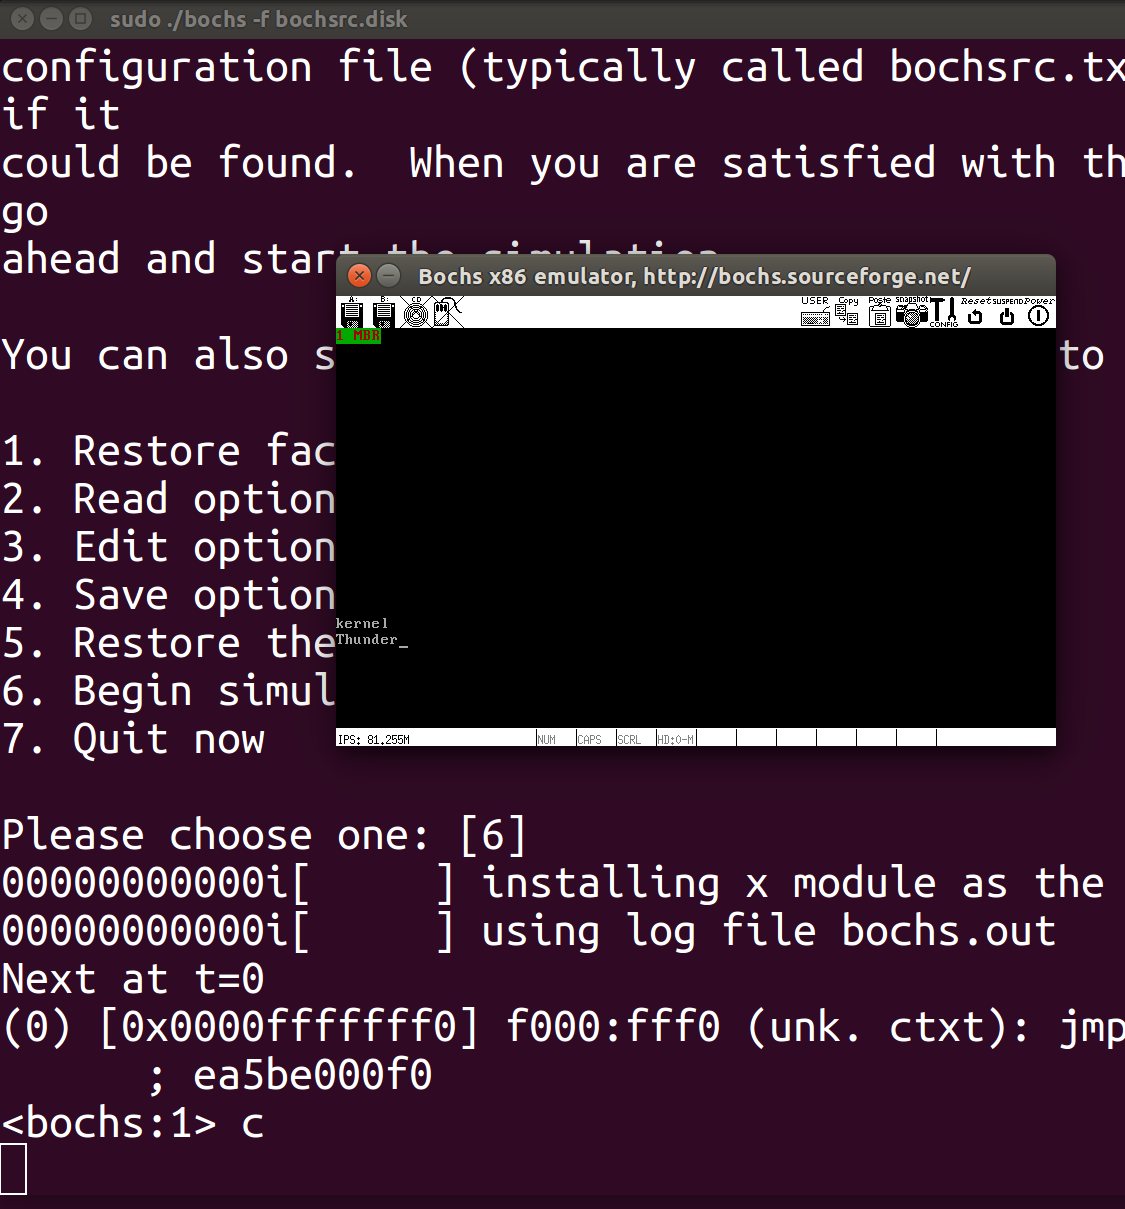 sudo ./bochs -f bochsrc.disk
configuration file (typically called bochsrc.tx
if it
could be found.  When you are satisfied with th
go
ahead and start the simulation.
Bochs x86 emulator, http://bochs.sourceforge.net/
A: B: CD USER Copy Paste snapshot CONFIG Reset SUSPEND Power
1 MBR
You can also s
to
1. Restore fac
2. Read option
3. Edit option
4. Save option
kernel
Thunder_
5. Restore the
6. Begin simul
7. Quit now
IPS: 81.255M NUM CAPS SCRL HD:0-M
Please choose one: [6]
00000000000i[      ] installing x module as the
00000000000i[      ] using log file bochs.out
Next at t=0
(0) [0x0000fffffff0] f000:fff0 (unk. ctxt): jmp
; ea5be000f0
<bochs:1> c